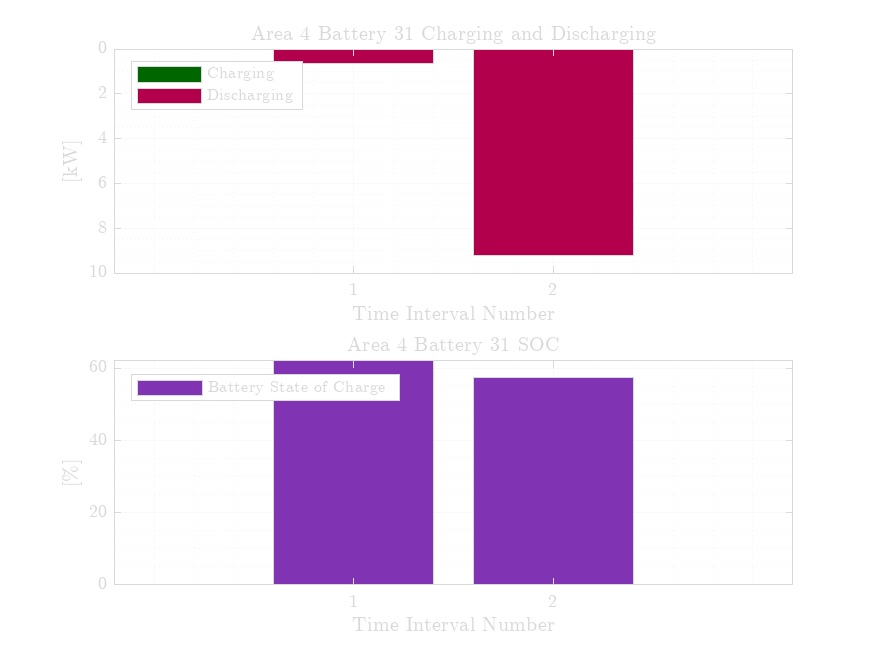 Area 4 Battery 31 Charging and Discharging
0
Charging
Discharging
2
4
[kW]
6
8
10
1 2
Time Interval Number
Area 4 Battery 31 SOC
60
Battery State of Charge
40
[%]
20
0
1 2
Time Interval Number